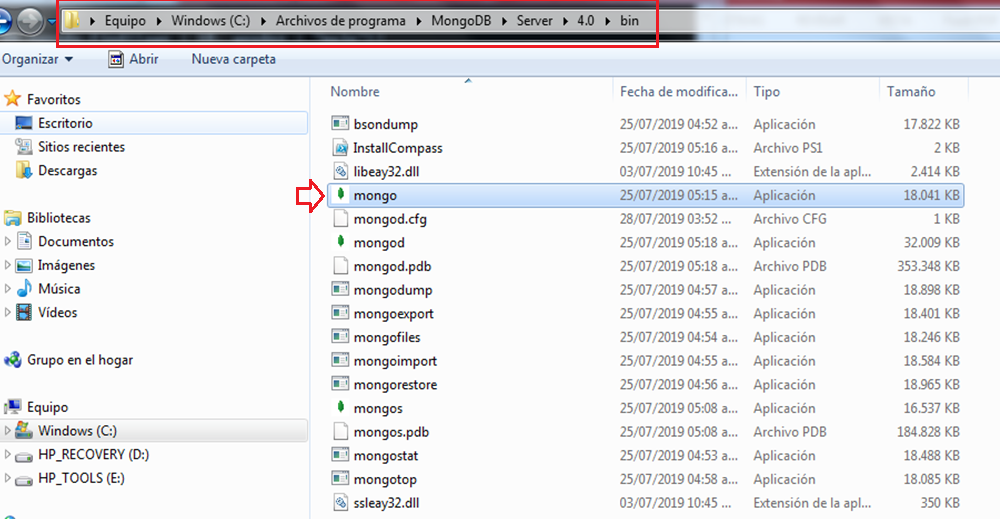 Equipo Windows (C:) Archivos de programa MongoDB Server 4.0 bin
Organizar Abrir Nueva carpeta
Favoritos
Escritorio
Sitios recientes
Descargas
Bibliotecas
Documentos
Imágenes
Música
Vídeos
Grupo en el hogar
Equipo
Windows (C:)
HP_RECOVERY (D:)
HP_TOOLS (E:)
Nombre Fecha de modifica... Tipo Tamaño
bsondump 25/07/2019 04:52 a... Aplicación 17.822 KB
InstallCompass 25/07/2019 05:16 a... Archivo PS1 2 KB
libeay32.dll 03/07/2019 10:45 ... Extensión de la apl... 2.414 KB
mongo 25/07/2019 05:15 a... Aplicación 18.041 KB
mongod.cfg 28/07/2019 03:52 ... Archivo CFG 1 KB
mongod 25/07/2019 05:18 a... Aplicación 32.009 KB
mongod.pdb 25/07/2019 05:18 a... Archivo PDB 353.348 KB
mongodump 25/07/2019 04:57 a... Aplicación 18.898 KB
mongoexport 25/07/2019 04:55 a... Aplicación 18.401 KB
mongofiles 25/07/2019 04:54 a... Aplicación 18.246 KB
mongoimport 25/07/2019 04:55 a... Aplicación 18.584 KB
mongorestore 25/07/2019 04:56 a... Aplicación 18.965 KB
mongos 25/07/2019 05:08 a... Aplicación 16.537 KB
mongos.pdb 25/07/2019 05:08 a... Archivo PDB 184.828 KB
mongostat 25/07/2019 04:53 a... Aplicación 18.488 KB
mongotop 25/07/2019 04:58 a... Aplicación 18.085 KB
ssleay32.dll 03/07/2019 10:45 ... Extensión de la apl... 350 KB